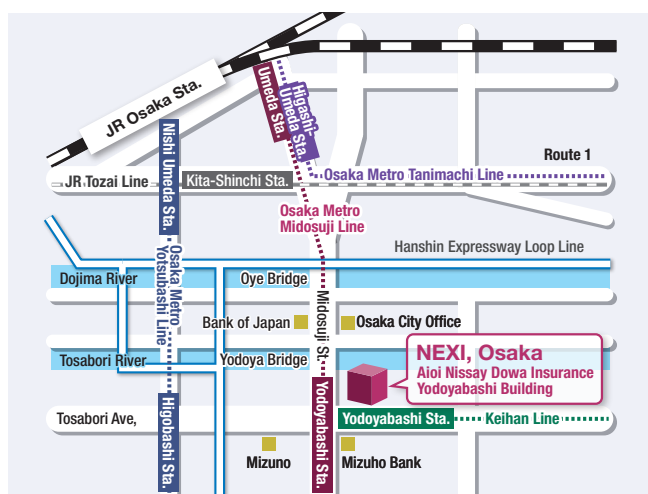 JR Osaka Sta.
Umeda Sta.
Higashi-
Umeda Sta.
Nishi Umeda Sta.
Route 1
JR Tozai Line
Kita-Shinchi Sta.
Osaka Metro Tanimachi Line
Osaka Metro
Midosuji Line
Hanshin Expressway Loop Line
Dojima River
Oye Bridge
Osaka Metro
Yotsubashi Line
Midosuji St.
Bank of Japan
Osaka City Office
Tosabori River
Yodoya Bridge
NEXI, Osaka
Aioi Nissay Dowa Insurance
Yodoyabashi Building
Tosabori Ave,
Higobashi Sta.
Yodoyabashi Sta.
Yodoyabashi Sta.
Keihan Line
Mizuno
Mizuho Bank